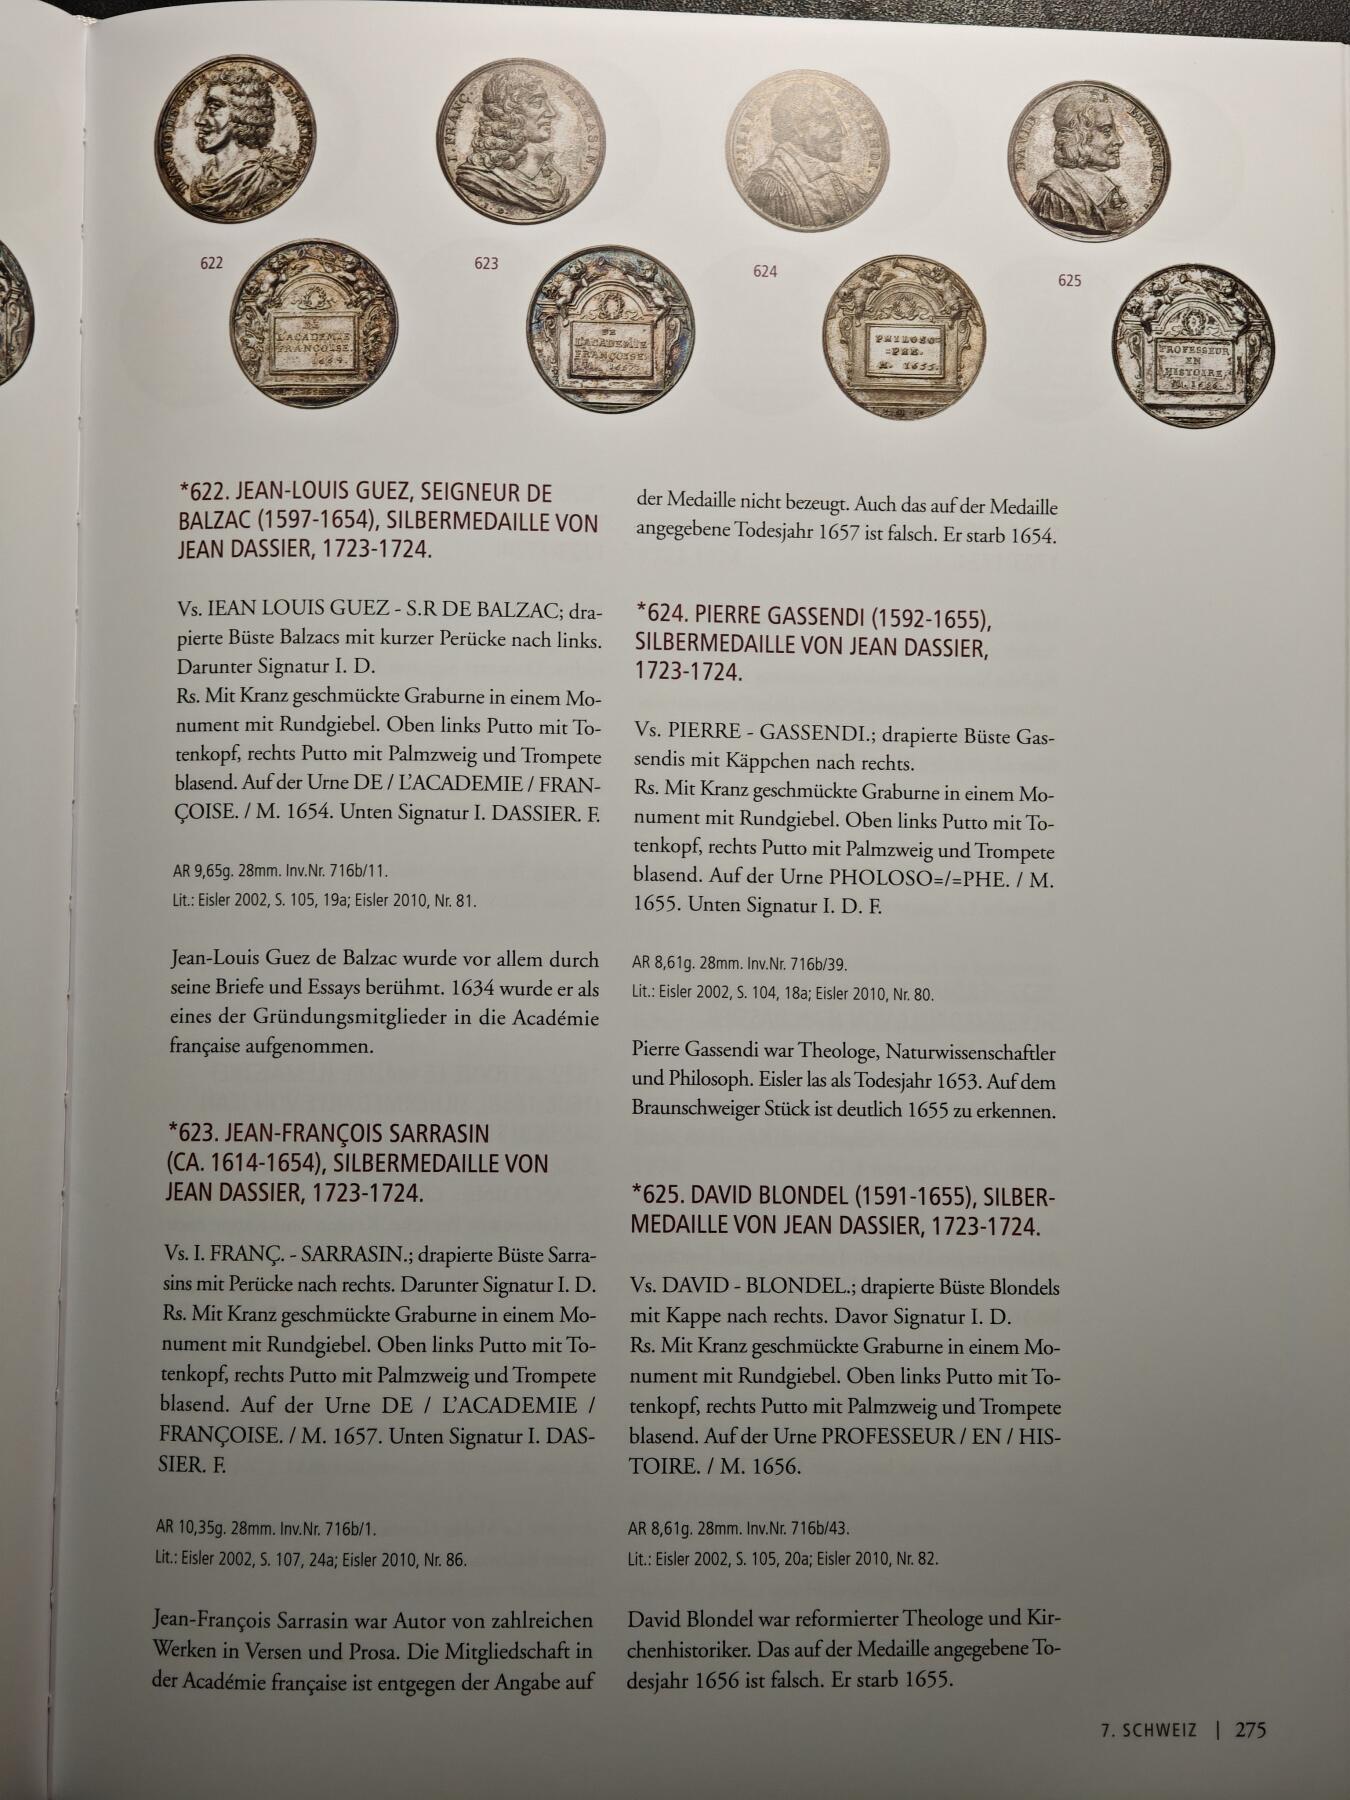 I. FRANÇ. SARRASIN.
I. D.
DAVID BLONDEL.
622
623
624
625
DE
L'ACADEMIE
FRANÇOISE.
DE
L'ACADEMIE
FRANÇOISE.
PHILOSO=
=PHE.
M. 1655.
PROFESSEUR
EN
HISTOIRE.
M. 1656.
*622. JEAN-LOUIS GUEZ, SEIGNEUR DE
BALZAC (1597-1654), SILBERMEDAILLE VON
JEAN DASSIER, 1723-1724.
Vs. IEAN LOUIS GUEZ - S.R DE BALZAC; dra-
pierte Büste Balzacs mit kurzer Perücke nach links.
Darunter Signatur I. D.
Rs. Mit Kranz geschmückte Graburne in einem Mo-
nument mit Rundgiebel. Oben links Putto mit To-
tenkopf, rechts Putto mit Palmzweig und Trompete
blasend. Auf der Urne DE / L'ACADEMIE / FRAN-
ÇOISE. / M. 1654. Unten Signatur I. DASSIER. F.
AR 9,65g. 28mm. Inv.Nr. 716b/11.
Lit.: Eisler 2002, S. 105, 19a; Eisler 2010, Nr. 81.
Jean-Louis Guez de Balzac wurde vor allem durch
seine Briefe und Essays berühmt. 1634 wurde er als
eines der Gründungsmitglieder in die Académie
française aufgenommen.
*623. JEAN-FRANÇOIS SARRASIN
(CA. 1614-1654), SILBERMEDAILLE VON
JEAN DASSIER, 1723-1724.
Vs. I. FRANÇ. - SARRASIN.; drapierte Büste Sarra-
sins mit Perücke nach rechts. Darunter Signatur I. D.
Rs. Mit Kranz geschmückte Graburne in einem Mo-
nument mit Rundgiebel. Oben links Putto mit To-
tenkopf, rechts Putto mit Palmzweig und Trompete
blasend. Auf der Urne DE / L'ACADEMIE /
FRANÇOISE. / M. 1657. Unten Signatur I. DAS-
SIER. F.
AR 10,35g. 28mm. Inv.Nr. 716b/1.
Lit.: Eisler 2002, S. 107, 24a; Eisler 2010, Nr. 86.
Jean-François Sarrasin war Autor von zahlreichen
Werken in Versen und Prosa. Die Mitgliedschaft in
der Académie française ist entgegen der Angabe auf
der Medaille nicht bezeugt. Auch das auf der Medaille
angegebene Todesjahr 1657 ist falsch. Er starb 1654.
*624. PIERRE GASSENDI (1592-1655),
SILBERMEDAILLE VON JEAN DASSIER,
1723-1724.
Vs. PIERRE - GASSENDI.; drapierte Büste Gas-
sendis mit Käppchen nach rechts.
Rs. Mit Kranz geschmückte Graburne in einem Mo-
nument mit Rundgiebel. Oben links Putto mit To-
tenkopf, rechts Putto mit Palmzweig und Trompete
blasend. Auf der Urne PHOLOSO=/=PHE. / M.
1655. Unten Signatur I. D. F.
AR 8,61g. 28mm. Inv.Nr. 716b/39.
Lit.: Eisler 2002, S. 104, 18a; Eisler 2010, Nr. 80.
Pierre Gassendi war Theologe, Naturwissenschaftler
und Philosoph. Eisler las als Todesjahr 1653. Auf dem
Braunschweiger Stück ist deutlich 1655 zu erkennen.
*625. DAVID BLONDEL (1591-1655), SILBER-
MEDAILLE VON JEAN DASSIER, 1723-1724.
Vs. DAVID - BLONDEL.; drapierte Büste Blondels
mit Kappe nach rechts. Davor Signatur I. D.
Rs. Mit Kranz geschmückte Graburne in einem Mo-
nument mit Rundgiebel. Oben links Putto mit To-
tenkopf, rechts Putto mit Palmzweig und Trompete
blasend. Auf der Urne PROFESSEUR / EN / HIS-
TOIRE. / M. 1656.
AR 8,61g. 28mm. Inv.Nr. 716b/43.
Lit.: Eisler 2002, S. 105, 20a; Eisler 2010, Nr. 82.
David Blondel war reformierter Theologe und Kir-
chenhistoriker. Das auf der Medaille angegebene To-
desjahr 1656 ist falsch. Er starb 1655.
7. SCHWEIZ | 275